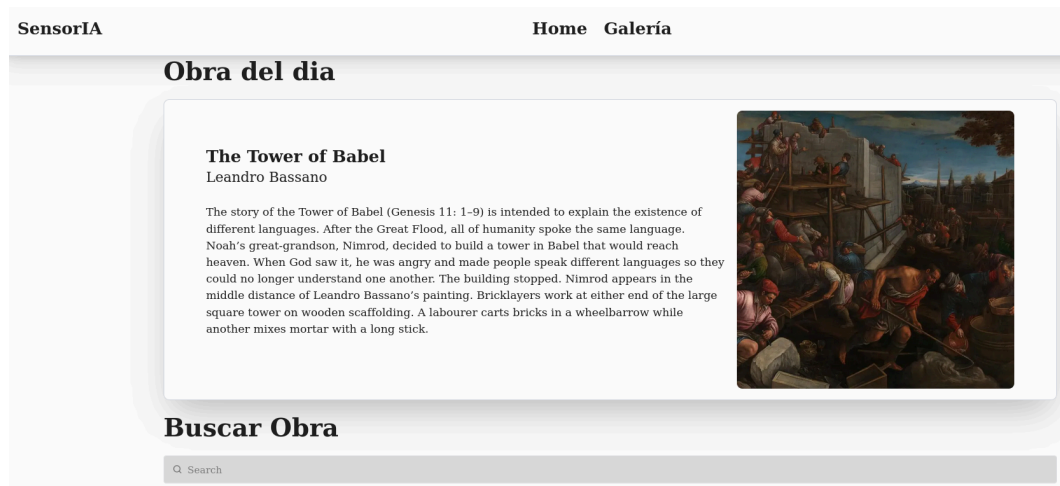 SensorIA
Home Galería
Obra del dia
The Tower of Babel
Leandro Bassano
The story of the Tower of Babel (Genesis 11: 1–9) is intended to explain the existence of
different languages. After the Great Flood, all of humanity spoke the same language.
Noah’s great-grandson, Nimrod, decided to build a tower in Babel that would reach
heaven. When God saw it, he was angry and made people speak different languages so they
could no longer understand one another. The building stopped. Nimrod appears in the
middle distance of Leandro Bassano’s painting. Bricklayers work at either end of the large
square tower on wooden scaffolding. A labourer carts bricks in a wheelbarrow while
another mixes mortar with a long stick.
Buscar Obra
Search